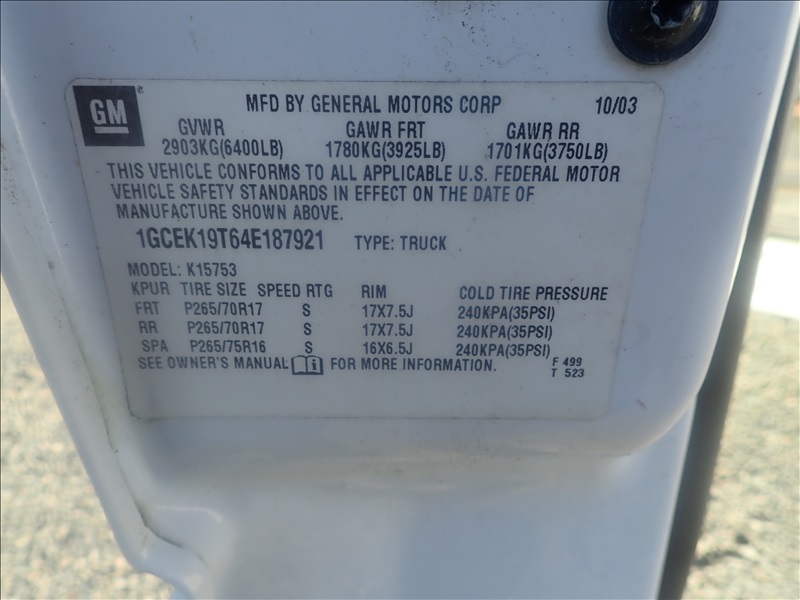 GM MFD BY GENERAL MOTORS CORP 10/03
GVWR GAWR FRT GAWR RR
2903KG(6400LB) 1780KG(3925LB) 1701KG(3750LB)
THIS VEHICLE CONFORMS TO ALL APPLICABLE U.S. FEDERAL MOTOR
VEHICLE SAFETY STANDARDS IN EFFECT ON THE DATE OF
MANUFACTURE SHOWN ABOVE.
1GCEK19T64E187921 TYPE: TRUCK
MODEL: K15753
KPUR TIRE SIZE SPEED RTG RIM COLD TIRE PRESSURE
FRT P265/70R17 S 17X7.5J 240KPA(35PSI)
RR P265/70R17 S 17X7.5J 240KPA(35PSI)
SPA P265/75R16 S 16X6.5J 240KPA(35PSI)
SEE OWNER'S MANUAL i FOR MORE INFORMATION. F 499
T 523